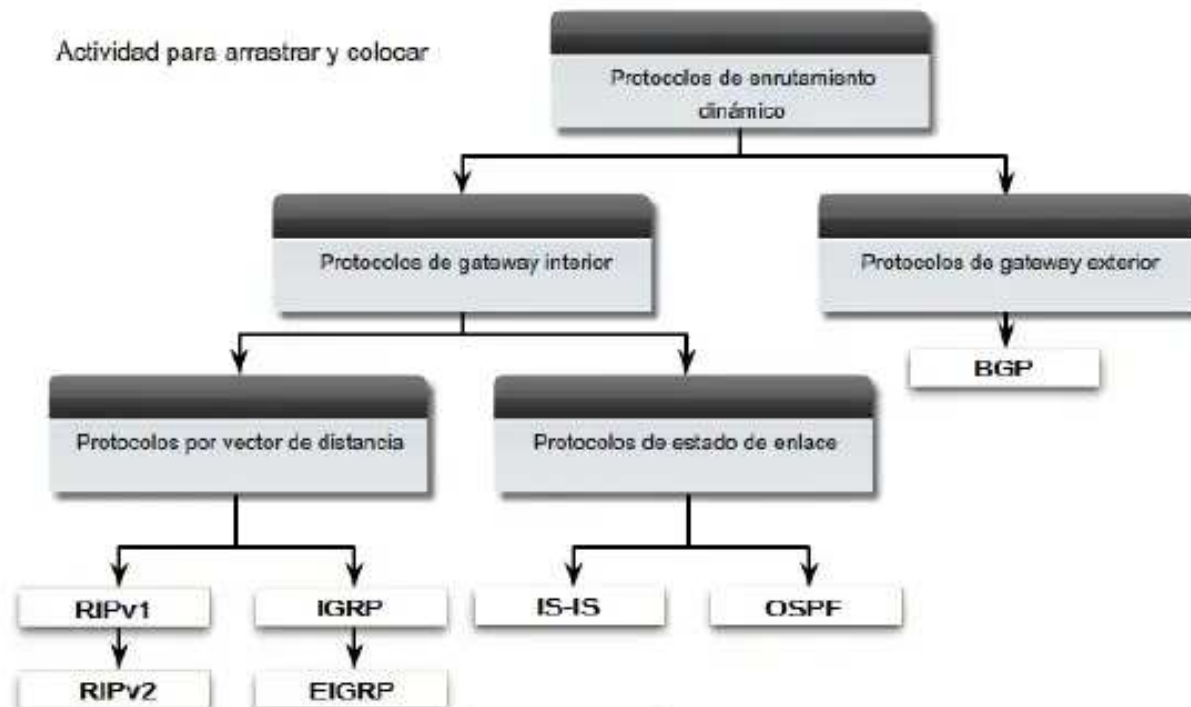 Actividad para arrastrar y colocar
Protocolos de enrutamiento
dinámico
Protocolos de gateway interior
Protocolos de gateway exterior
BGP
Protocolos por vector de distancia
Protocolos de estado de enlace
RIPv1
IGRP
IS-IS
OSPF
RIPv2
EIGRP